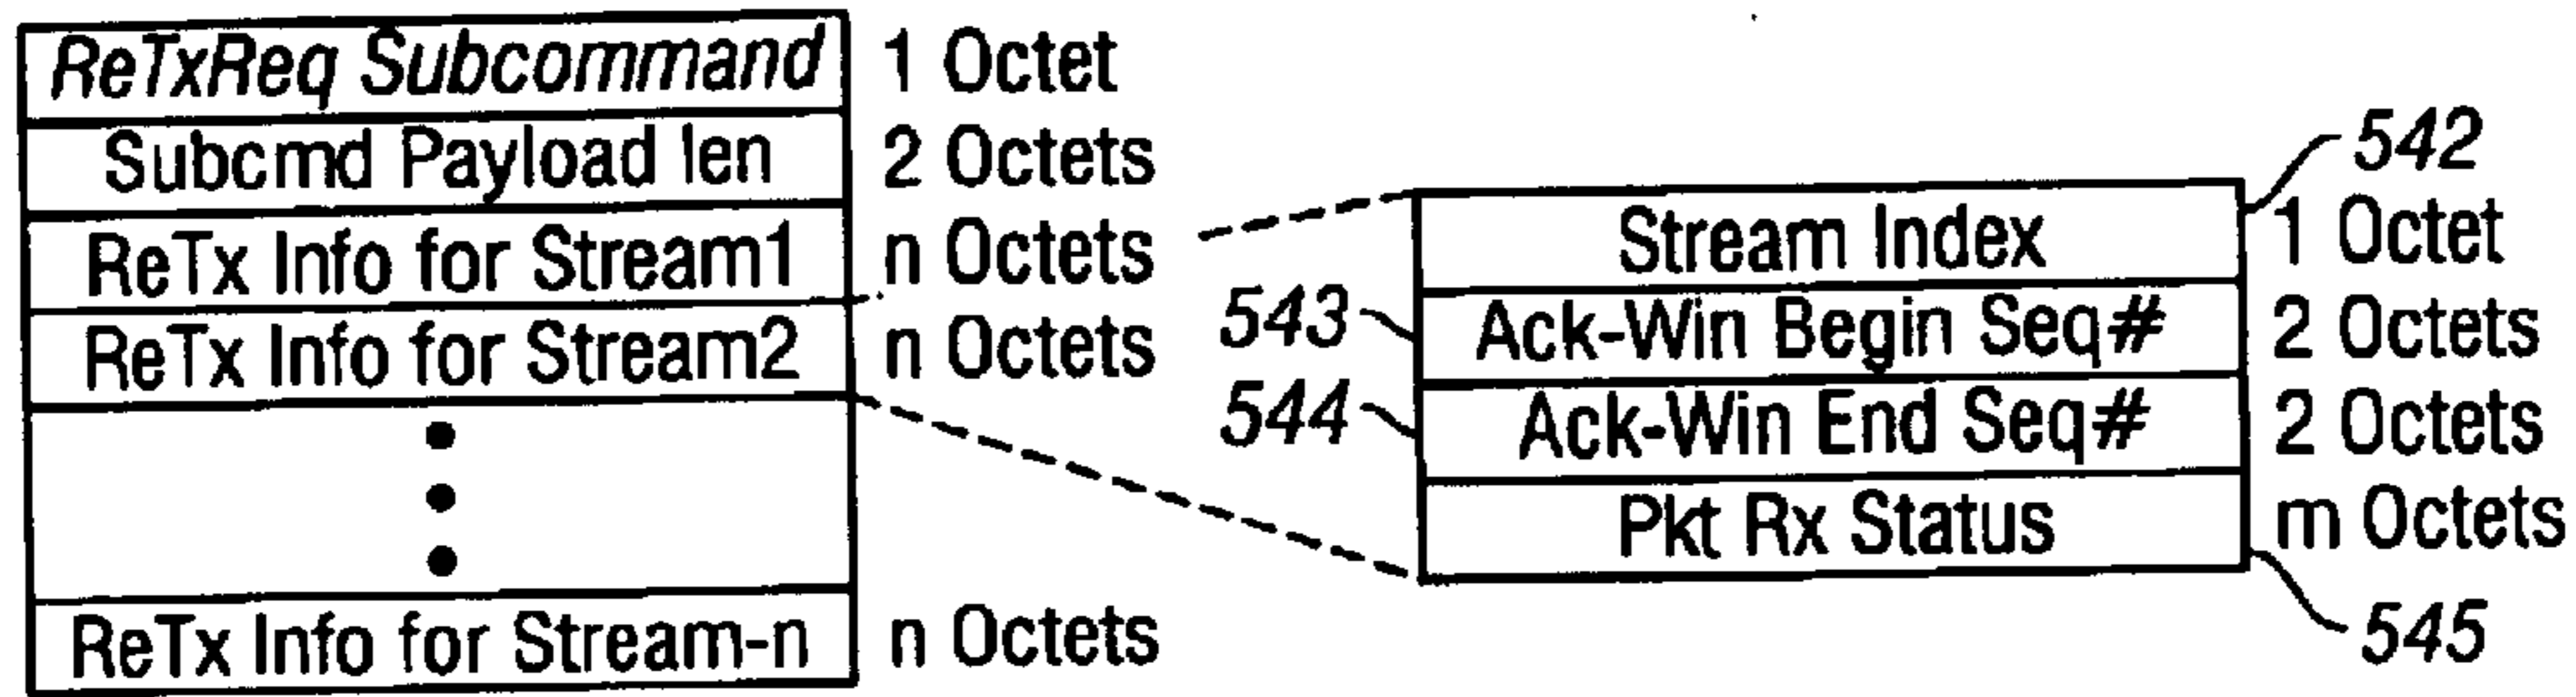 ReTxReq Subcommand 1 Octet
Subcmd Payload len 2 Octets
ReTx Info for Stream1 n Octets
ReTx Info for Stream2 n Octets
ReTx Info for Stream-n n Octets
542
Stream Index 1 Octet
543 Ack-Win Begin Seq# 2 Octets
544 Ack-Win End Seq# 2 Octets
Pkt Rx Status m Octets
545